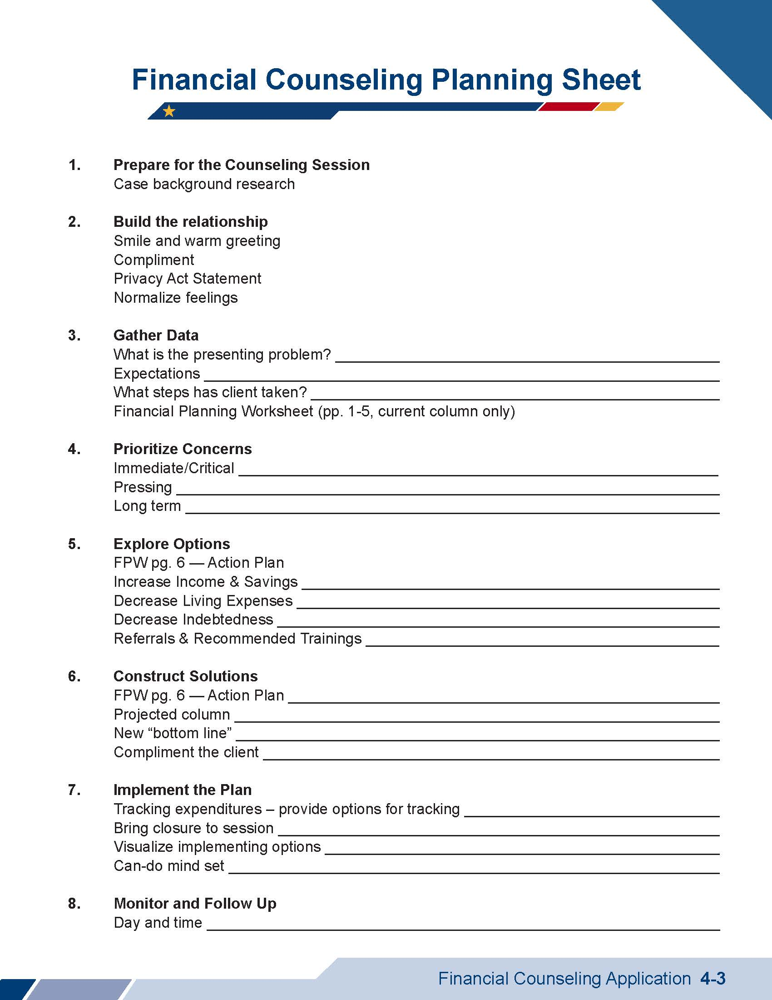 Financial Counseling Planning Sheet
1. Prepare for the Counseling Session
Case background research
2. Build the relationship
Smile and warm greeting
Compliment
Privacy Act Statement
Normalize feelings
3. Gather Data
What is the presenting problem?
Expectations
What steps has client taken?
Financial Planning Worksheet (pp. 1-5, current column only)
4. Prioritize Concerns
Immediate/Critical
Pressing
Long term
5. Explore Options
FPW pg. 6 — Action Plan
Increase Income & Savings
Decrease Living Expenses
Decrease Indebtedness
Referrals & Recommended Trainings
6. Construct Solutions
FPW pg. 6 — Action Plan
Projected column
New “bottom line”
Compliment the client
7. Implement the Plan
Tracking expenditures – provide options for tracking
Bring closure to session
Visualize implementing options
Can-do mind set
8. Monitor and Follow Up
Day and time
Financial Counseling Application 4-3